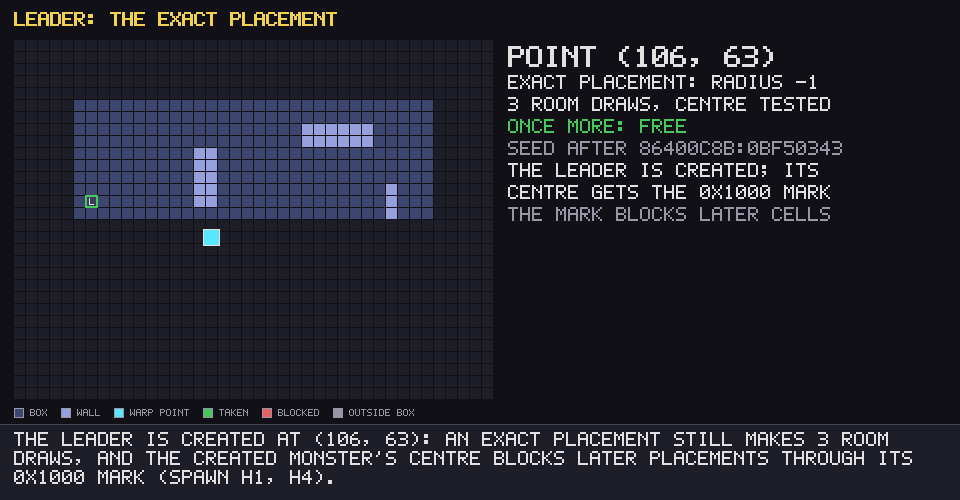 LEADER: THE EXACT PLACEMENT
POINT (106, 63)
EXACT PLACEMENT: RADIUS -1
3 ROOM DRAWS, CENTRE TESTED
ONCE MORE: FREE
SEED AFTER 86400C8B:0BF50343
THE LEADER IS CREATED; ITS
CENTRE GETS THE 0X1000 MARK
THE MARK BLOCKS LATER CELLS
L
BOX WALL WARP POINT TAKEN BLOCKED OUTSIDE BOX
THE LEADER IS CREATED AT (106, 63): AN EXACT PLACEMENT STILL MAKES 3 ROOM
DRAWS, AND THE CREATED MONSTER'S CENTRE BLOCKS LATER PLACEMENTS THROUGH ITS
0X1000 MARK (SPAWN H1, H4).